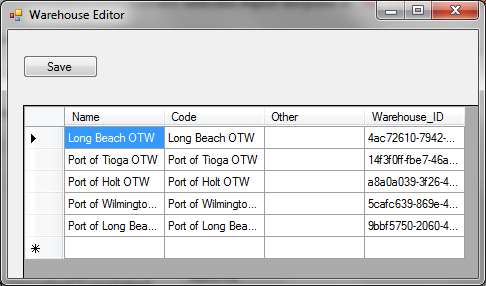 Warehouse Editor
Save
Name Code Other Warehouse_ID
Long Beach OTW Long Beach OTW 4ac72610-7942-...
Port of Tioga OTW Port of Tioga OTW 14f3f0ff-fbe7-46a...
Port of Holt OTW Port of Holt OTW a8a0a039-3f26-4...
Port of Wilmingto... Port of Wilmingto... 5cafc639-869e-4...
Port of Long Bea... Port of Long Bea... 9bbf5750-2060-4...